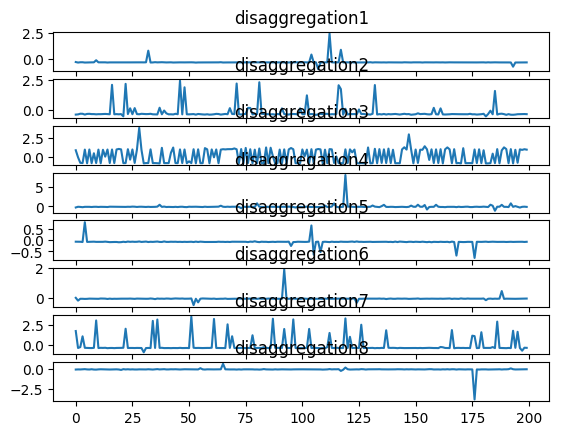 disaggregation1
2.5
0.0
disaggregation2
2.5
0.0
disaggregation3
2.5
0.0
disaggregation4
5
0
disaggregation5
0.5
0.0
−0.5
disaggregation6
2
0
disaggregation7
2.5
0.0
disaggregation8
0.0
−2.5
0 25 50 75 100 125 150 175 200